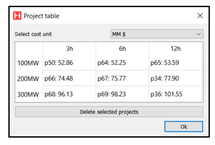 Project table
Select cost unit MM $
3h 6h 12h
100MW p50: 52.86 p64: 52.25 p65: 53.59
200MW p66: 74.48 p67: 75.77 p34: 77.90
300MW p68: 96.13 p69: 98.23 p36: 101.55
Delete selected projects
Ok